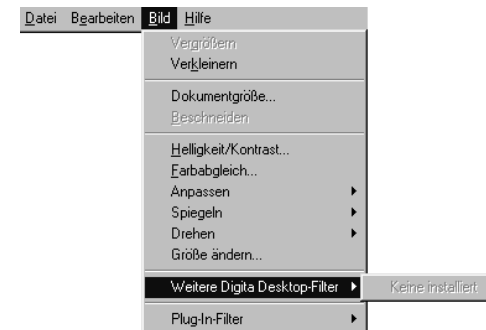 Datei Bearbeiten Bild Hilfe
Vergrößern
Verkleinern
Dokumentgröße...
Beschneiden
Helligkeit/Kontrast...
Farbabgleich...
Anpassen
Spiegeln
Drehen
Größe ändern...
Weitere Digita Desktop-Filter Keine installiert
Plug-In-Filter